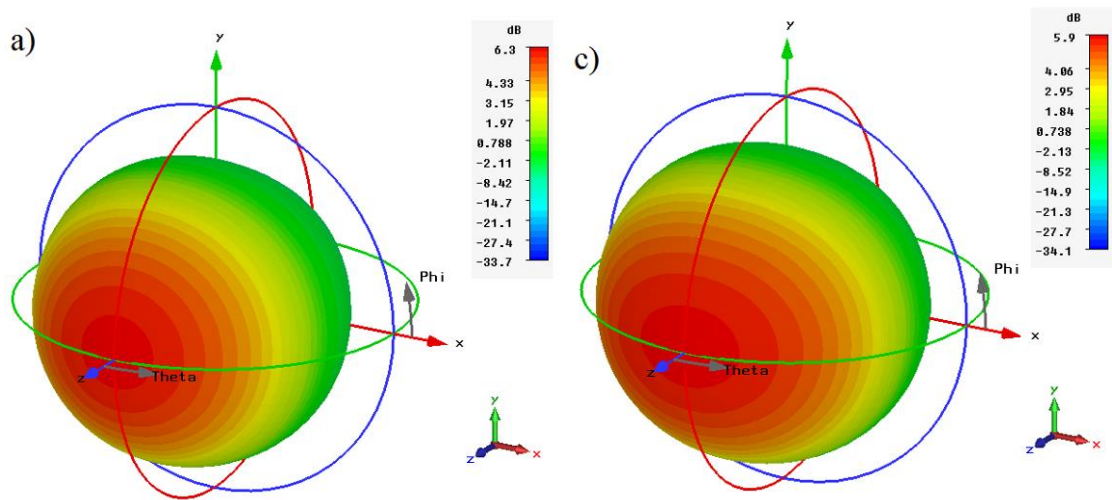 a)
y
dB
6.3
4.33
3.15
1.97
0.788
-2.11
-8.42
-14.7
-21.1
-27.4
-33.7
Phi
x
z
Theta
y
z
x
c)
y
dB
5.9
4.06
2.95
1.84
0.738
-2.13
-8.52
-14.9
-21.3
-27.7
-34.1
Phi
x
z
Theta
y
z
x